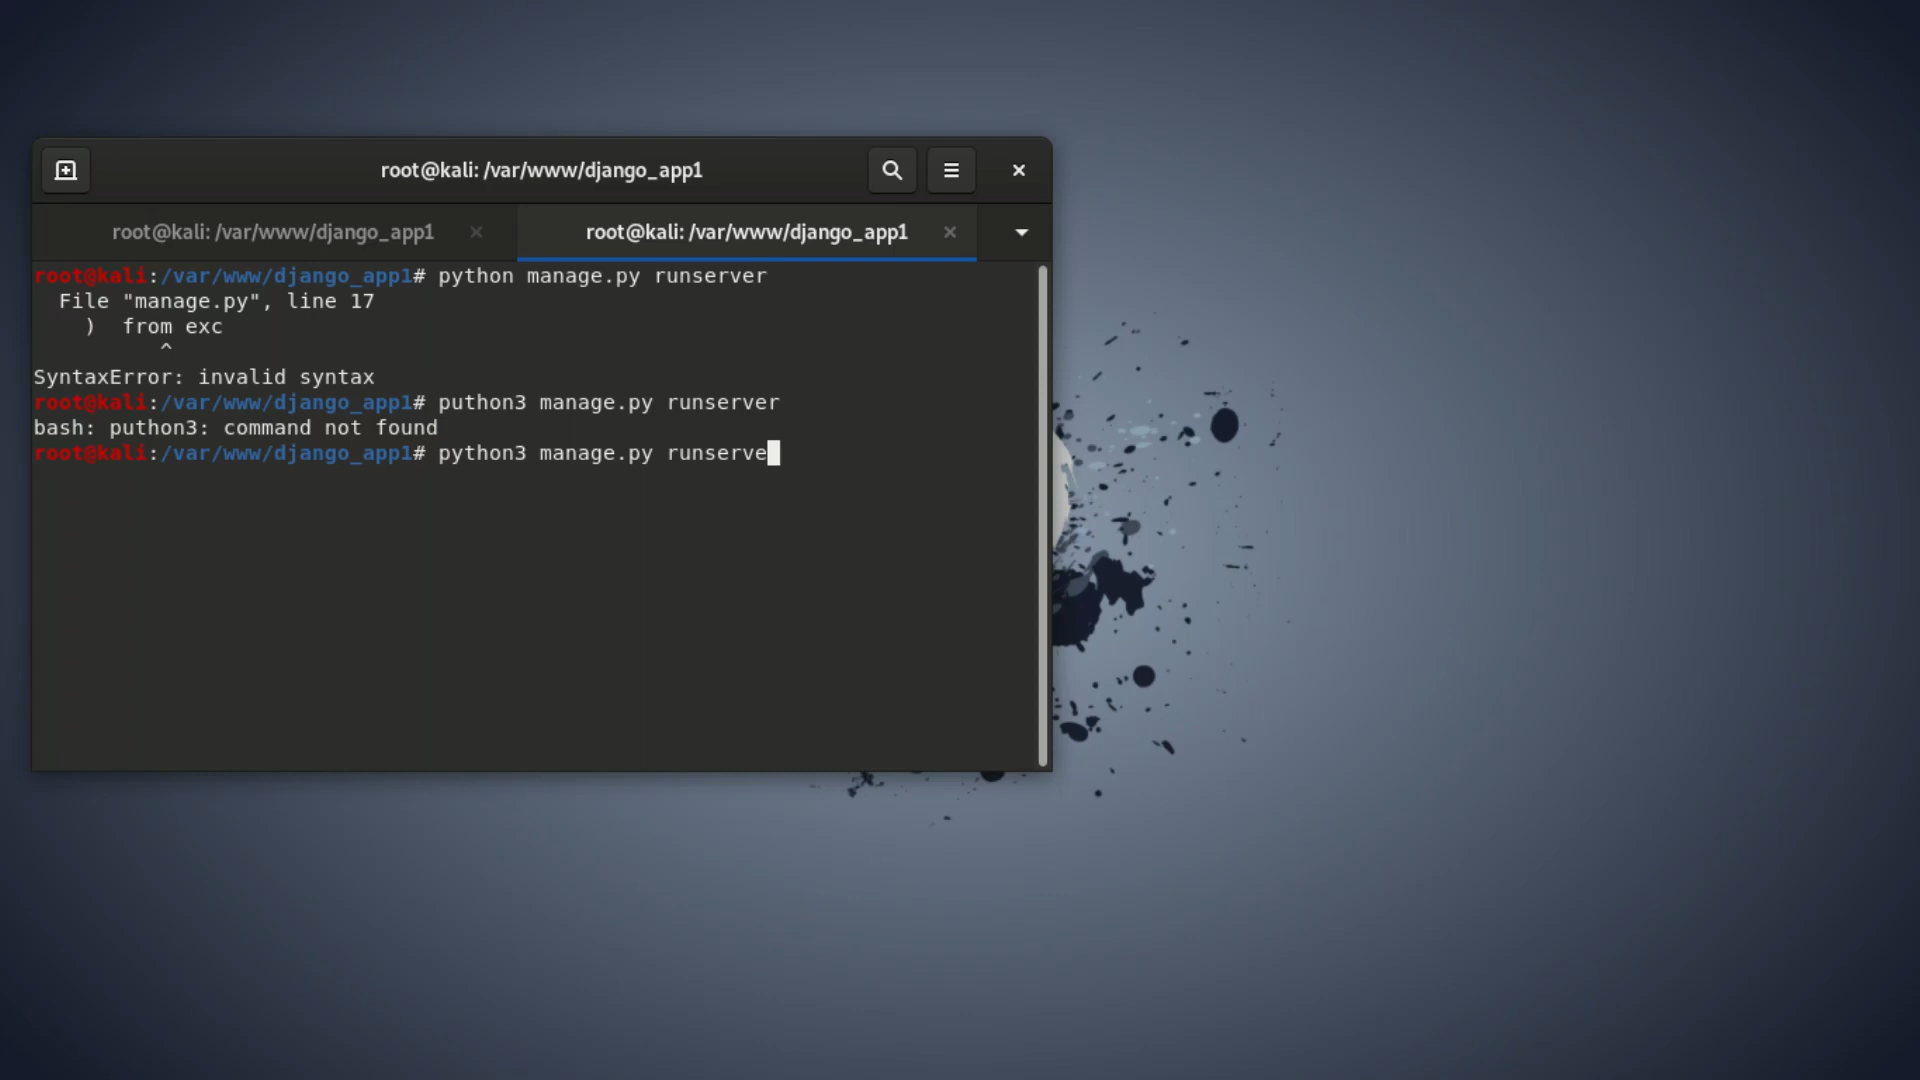 root@kali: /var/www/django_app1
root@kali: /var/www/django_app1
root@kali: /var/www/django_app1
root@kali:/var/www/django_app1# python manage.py runserver
  File "manage.py", line 17
    )  from exc
          ^
SyntaxError: invalid syntax
root@kali:/var/www/django_app1# puthon3 manage.py runserver
bash: puthon3: command not found
root@kali:/var/www/django_app1# python3 manage.py runserve